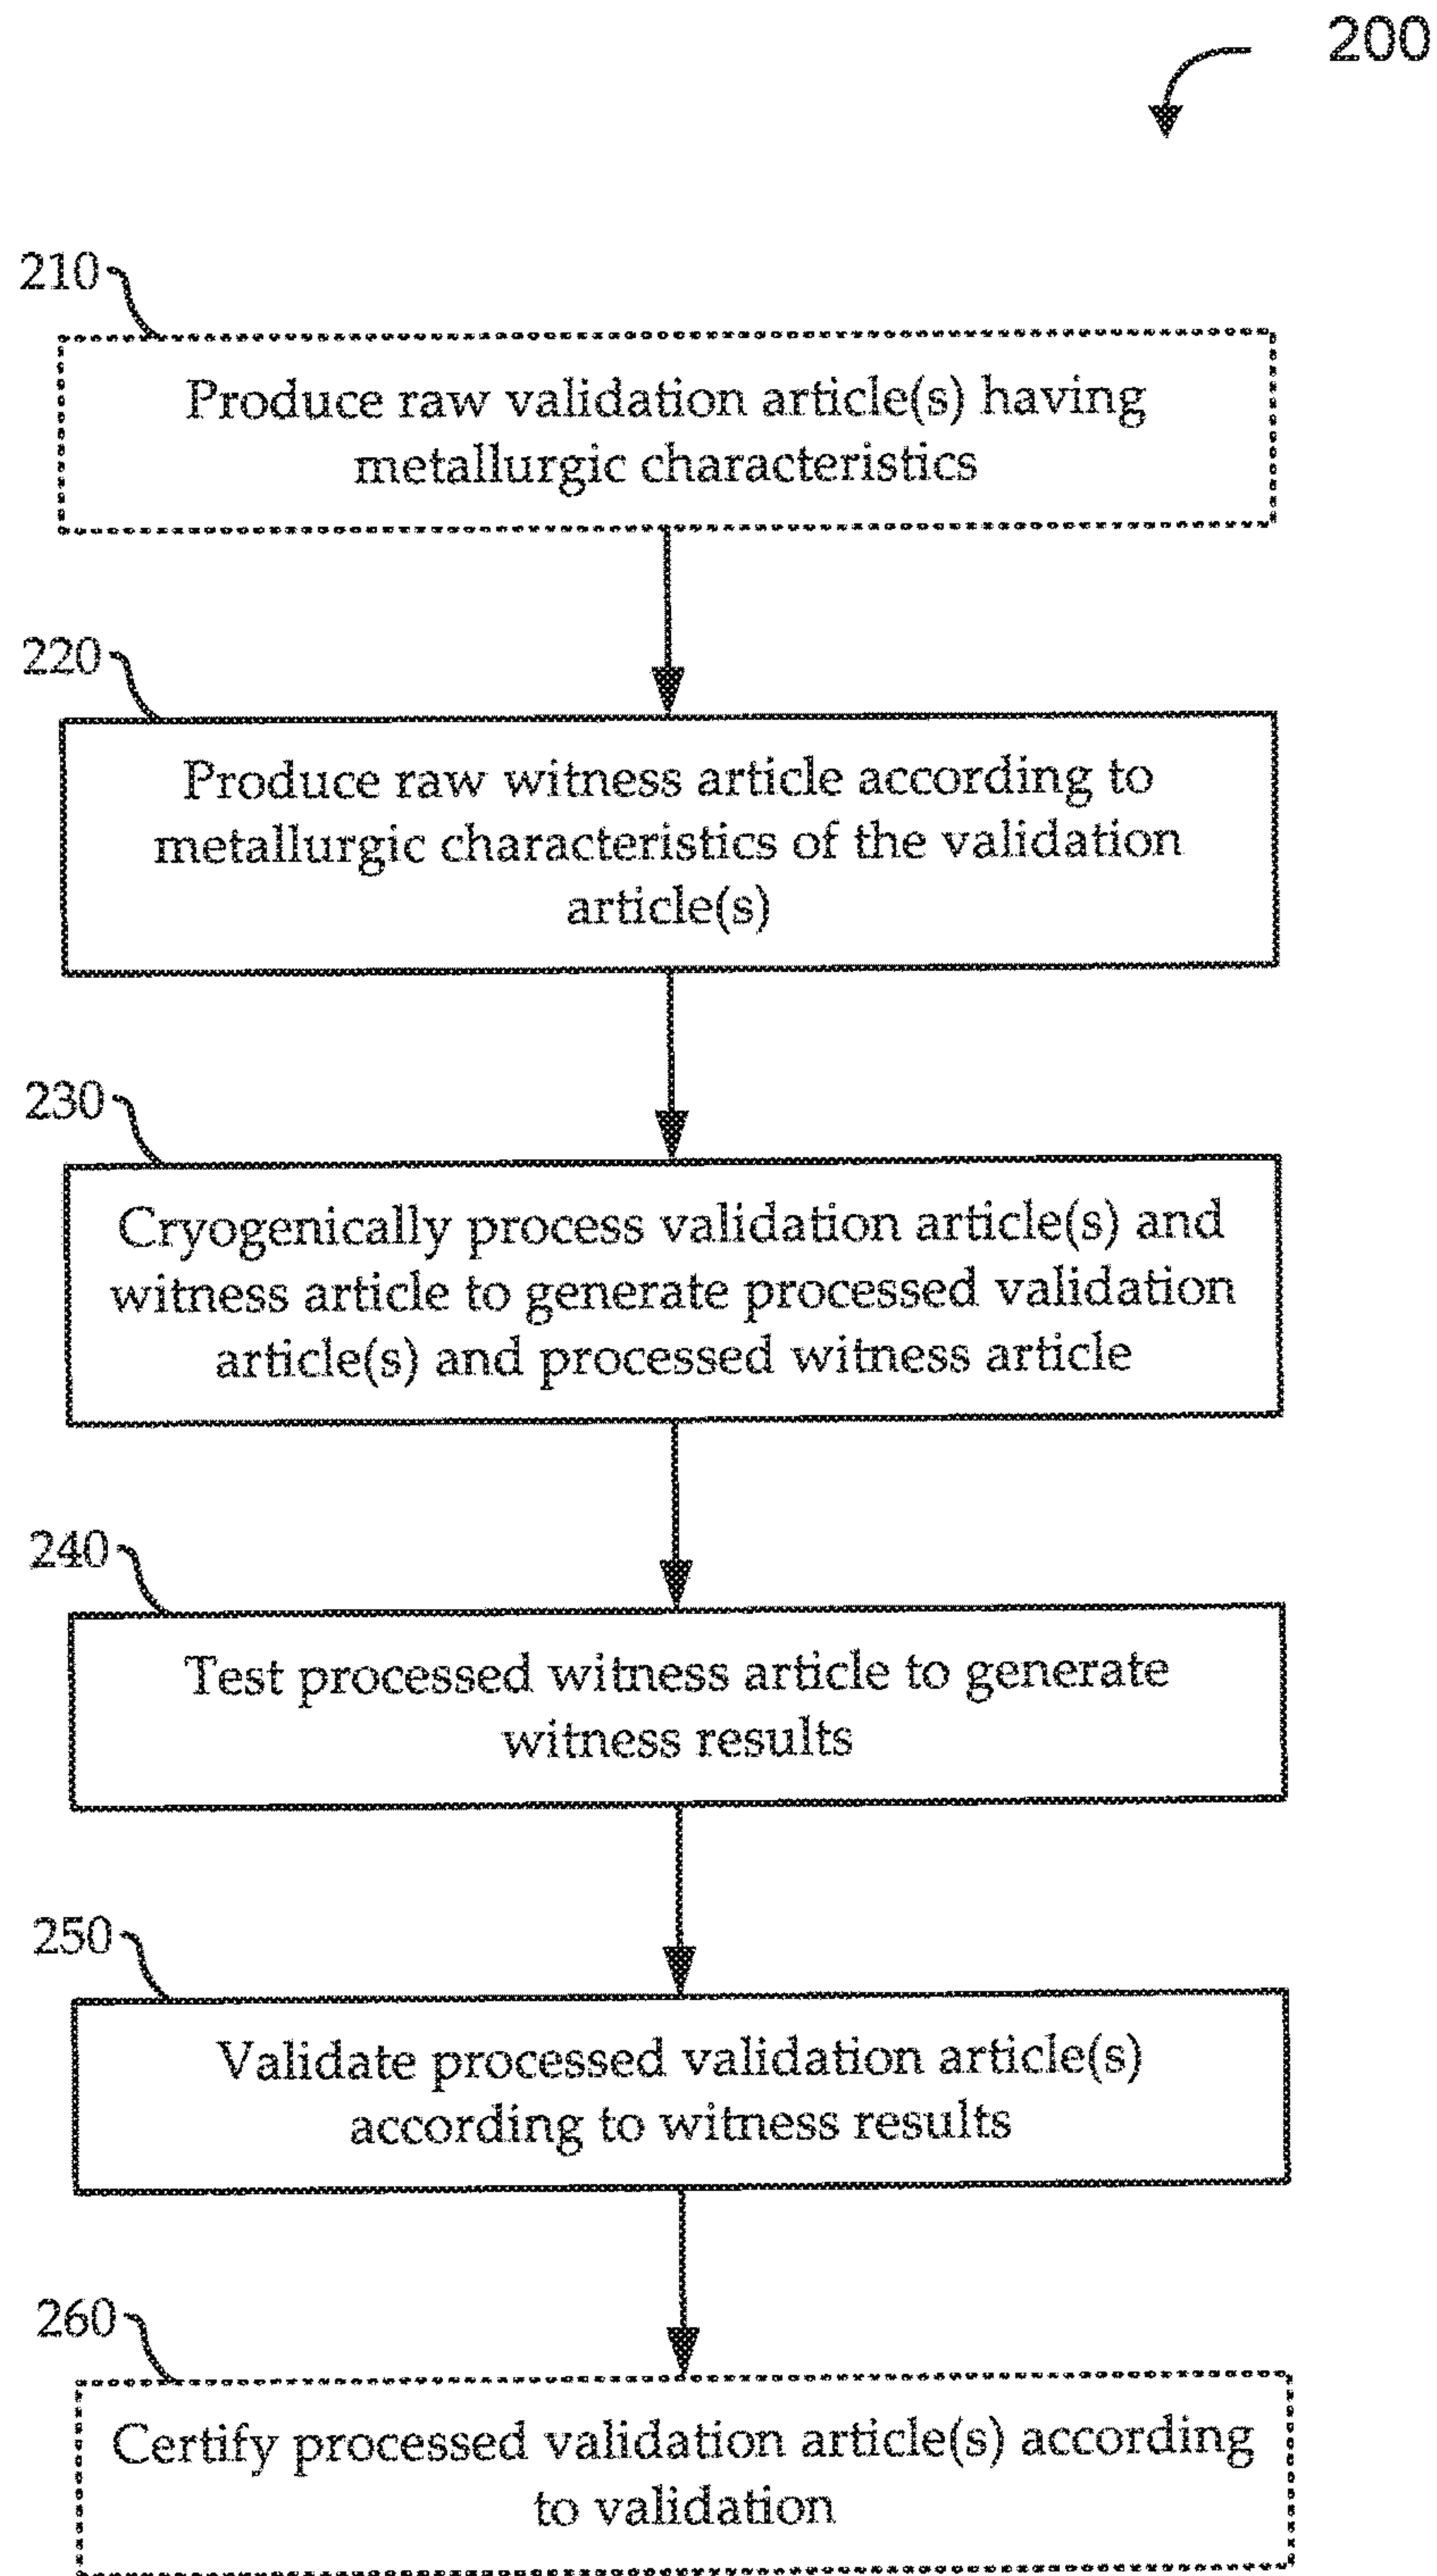 200
210
Produce raw validation article(s) having
metallurgic characteristics
220
Produce raw witness article according to
metallurgic characteristics of the validation
article(s)
230
Cryogenically process validation article(s) and
witness article to generate processed validation
article(s) and processed witness article
240
Test processed witness article to generate
witness results
250
Validate processed validation article(s)
according to witness results
260
Certify processed validation article(s) according
to validation